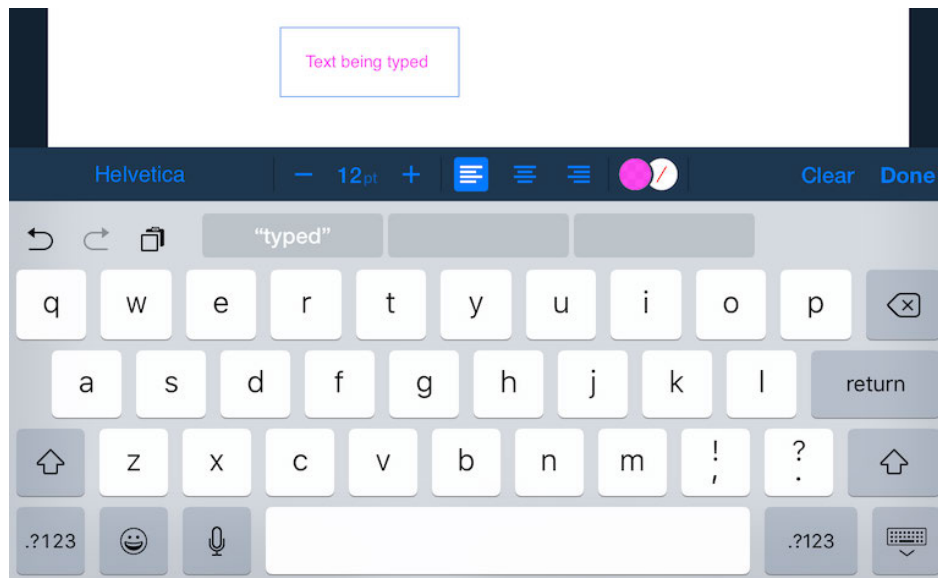 Text being typed
Helvetica − 12pt + Clear Done
“typed”
q w e r t y u i o p
a s d f g h j k l return
z x c v b n m ! , ? .
.?123 .?123